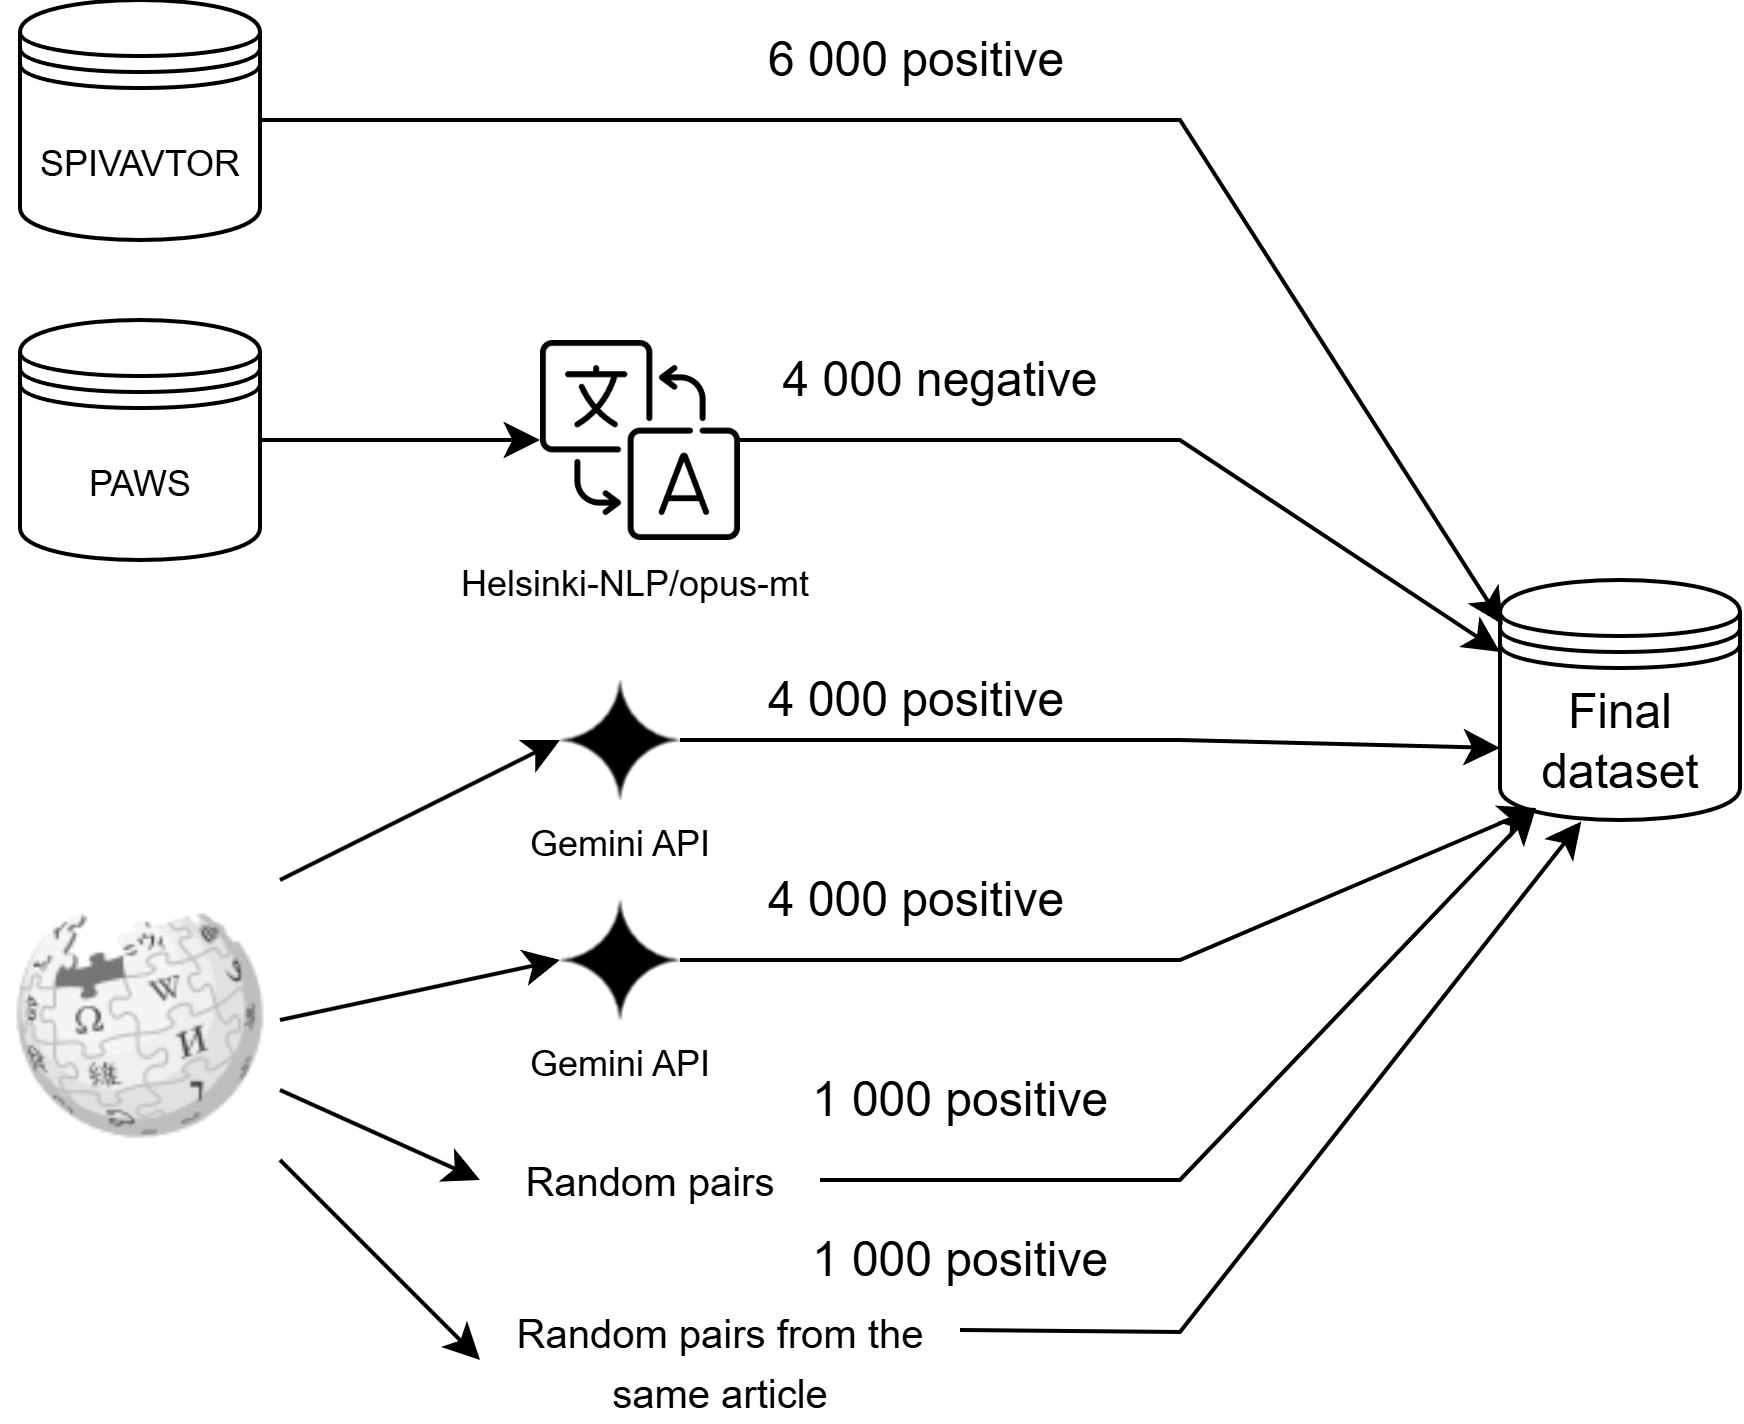 6 000 positive
SPIVAVTOR
4 000 negative
文
A
PAWS
Helsinki-NLP/opus-mt
4 000 positive
Final
dataset
Gemini API
4 000 positive
W
Ω
И
維
Gemini API
1 000 positive
Random pairs
1 000 positive
Random pairs from the
same article